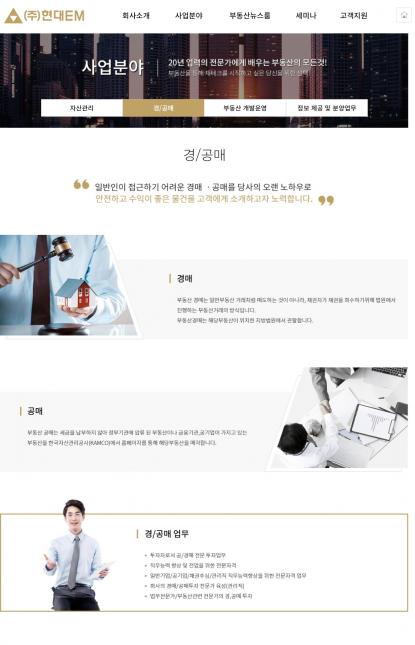 (주)현대EM
회사소개 사업분야 부동산뉴스룸 세미나 고객지원
사업분야
20년 업력의 전문가에게 배우는 부동산의 모든것!
부동산을 통해 재테크를 시작하고 싶은 당신을 위한 선택!
자산관리 경/공매 부동산 개발운영 정보 제공 및 분양업무
경/공매
일반인이 접근하기 어려운 경매 ㆍ공매를 당사의 오랜 노하우로
안전하고 수익이 좋은 물건을 고객에게 소개하고자 노력합니다.
경매
부동산 경매는 일반부동산 거래처럼 매도하는 것이 아니라, 채권자가 채권을 회수하기위해 법원에서
진행하는 부동산거래의 방식입니다.
부동산경매는 해당부동산이 위치한 지방법원에서 관할합니다.
공매
부동산 공매는 세금을 납부하지 않아 정부기관에 압류 된 부동산이나 금융기관,공기업이 가지고 있는
부동산을 한국자산관리공사(KAMCO)에서 홈페이지를 통해 해당부동산을 매각합니다.
경/공매 업무
투자자로서 공/경매 전문 투자업무
직무능력 향상 및 전업을 위한 전문자격
일반기업/공기업/채권추심/관리직 직무능력향상을 위한 전문자격 업무
회사의 경매/공매투자 전문가 육성(관리직)
법무전문가/부동산관련 전문가의 경,공매 투자